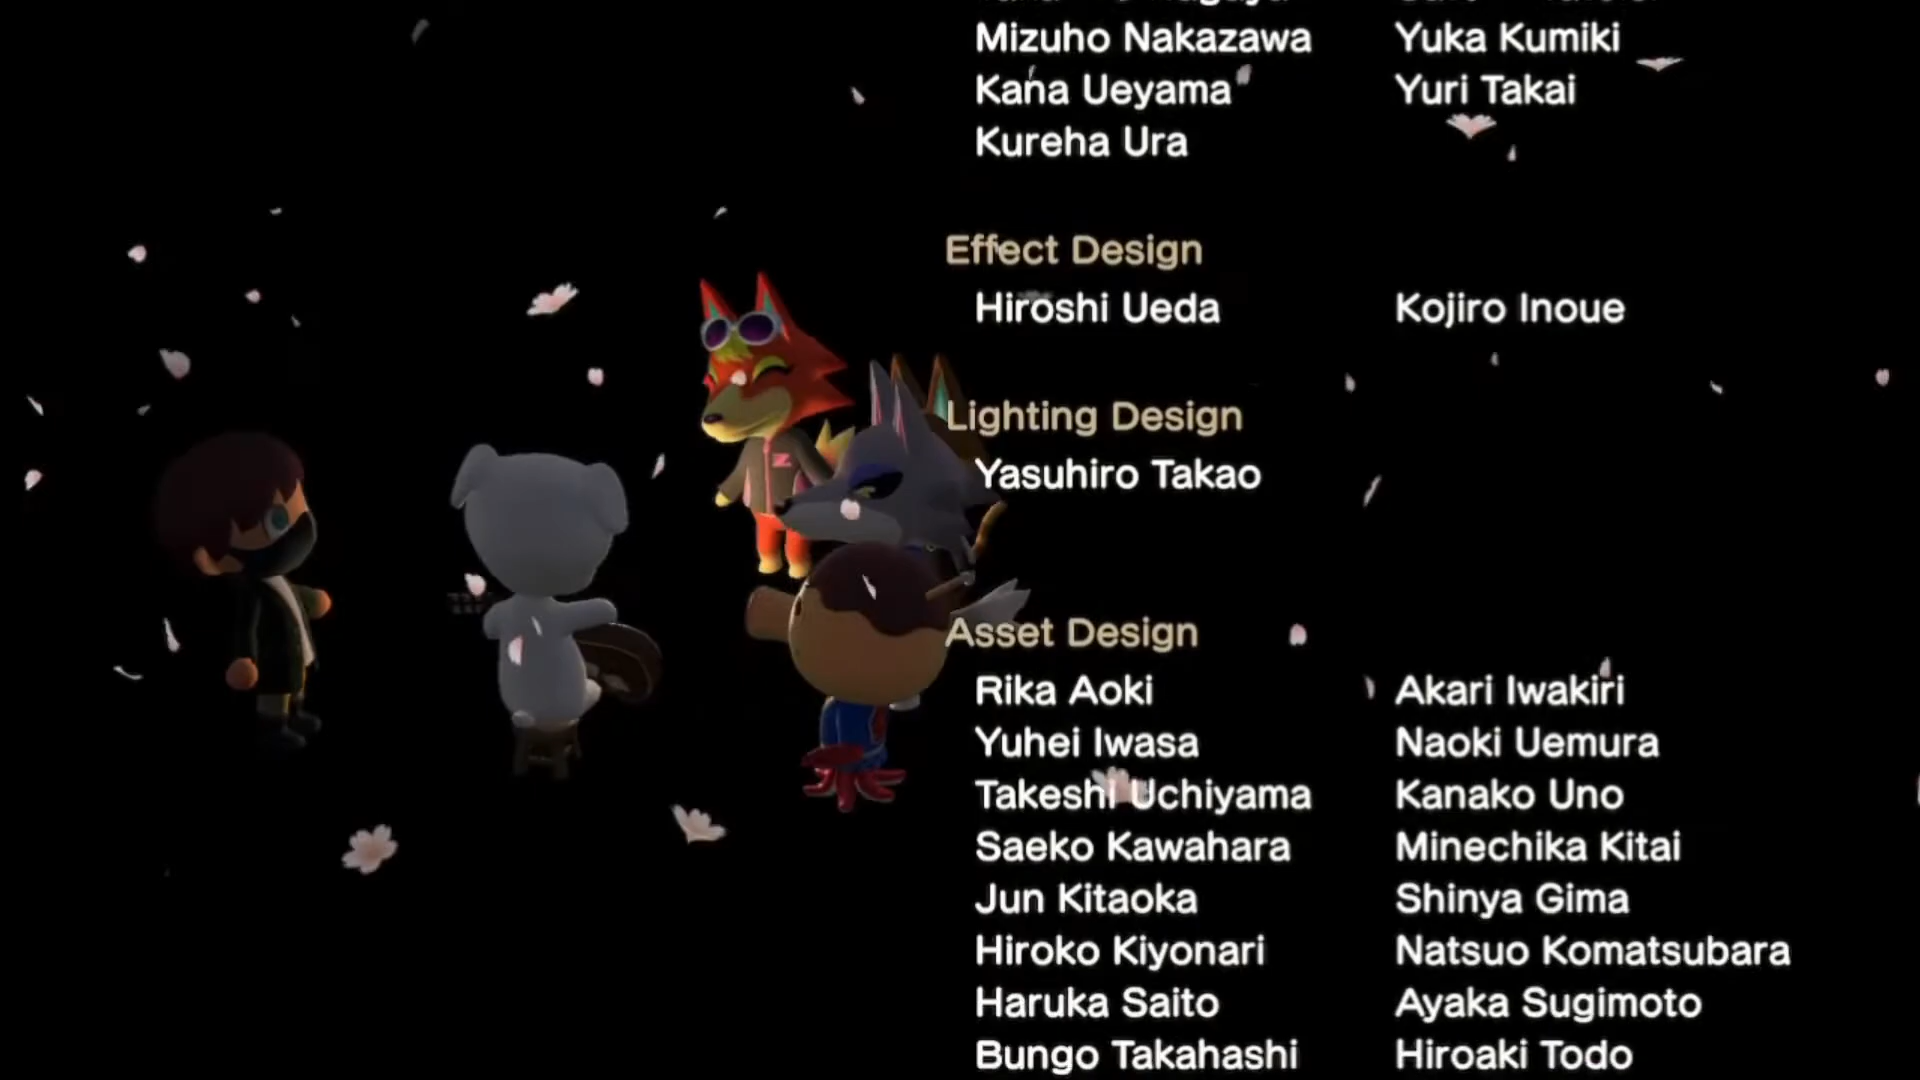 Mizuho Nakazawa Yuka Kumiki
Kana Ueyama Yuri Takai
Kureha Ura
Effect Design
Hiroshi Ueda Kojiro Inoue
Lighting Design
Yasuhiro Takao
Z
Asset Design
Rika Aoki Akari Iwakiri
Yuhei Iwasa Naoki Uemura
Takeshi Uchiyama Kanako Uno
Saeko Kawahara Minechika Kitai
Jun Kitaoka Shinya Gima
Hiroko Kiyonari Natsuo Komatsubara
Haruka Saito Ayaka Sugimoto
Bungo Takahashi Hiroaki Todo